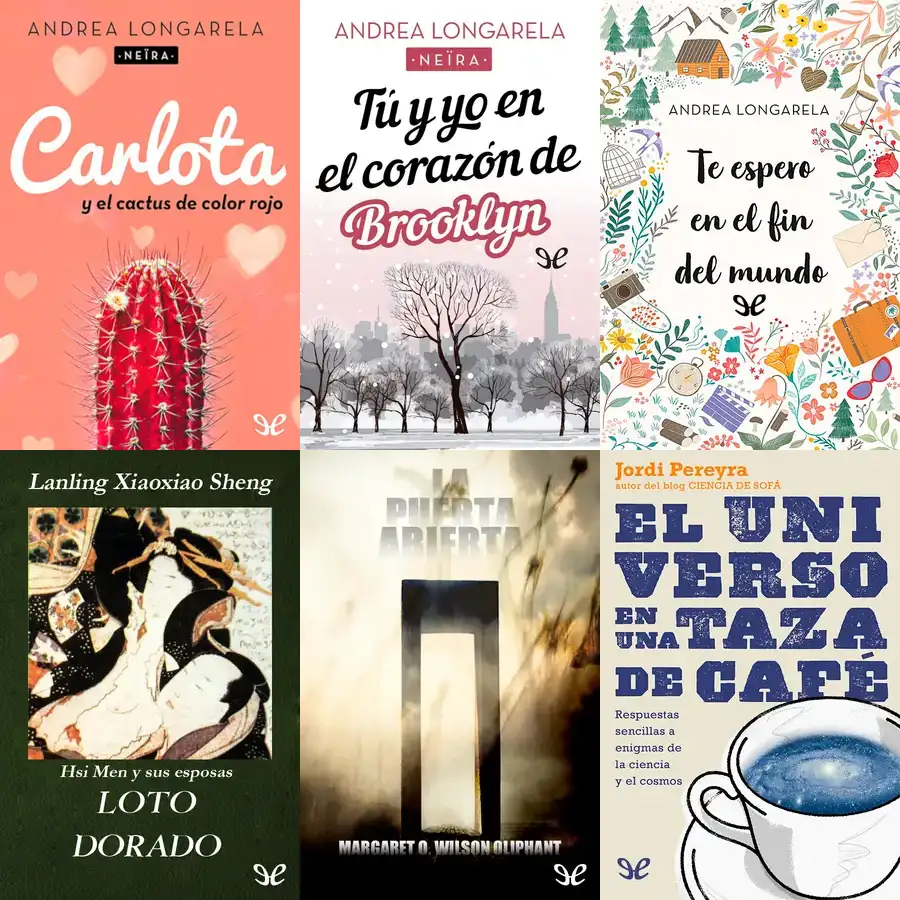 ANDREA LONGARELA
·NEÏRA·
Carlota
y el cactus de color rojo
ANDREA LONGARELA
·NEÏRA·
Tú y yo en
el corazón de
Brooklyn
ANDREA LONGARELA
Te espero
en el fin
del mundo
Lanling Xiaoxiao Sheng
Hsi Men y sus esposas
LOTO
DORADO
LA
PUERTA
ABIERTA
MARGARET O. WILSON OLIPHANT
Jordi Pereyra
autor del blog CIENCIA DE SOFÁ
EL UNI
VERSO
EN
UNA TAZA
DE CAFÉ
Respuestas
sencillas a
enigmas de
la ciencia
y el cosmos